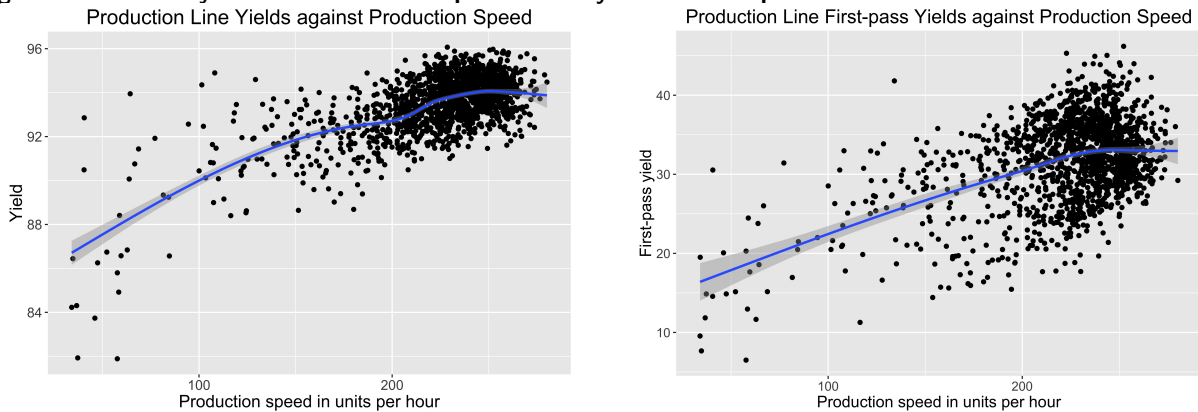 Production Line Yields against Production Speed
96
92
88
84
Yield
100
200
Production speed in units per hour
Production Line First-pass Yields against Production Speed
40
30
20
10
First-pass yield
100
200
Production speed in units per hour